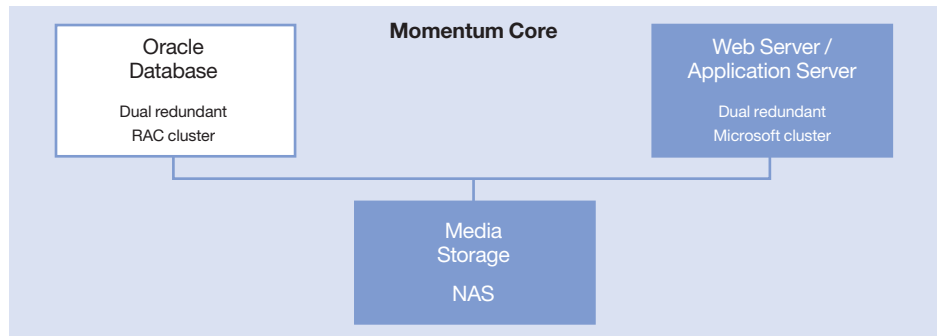 Momentum Core
Oracle
Database
Dual redundant
RAC cluster
Web Server /
Application Server
Dual redundant
Microsoft cluster
Media
Storage
NAS